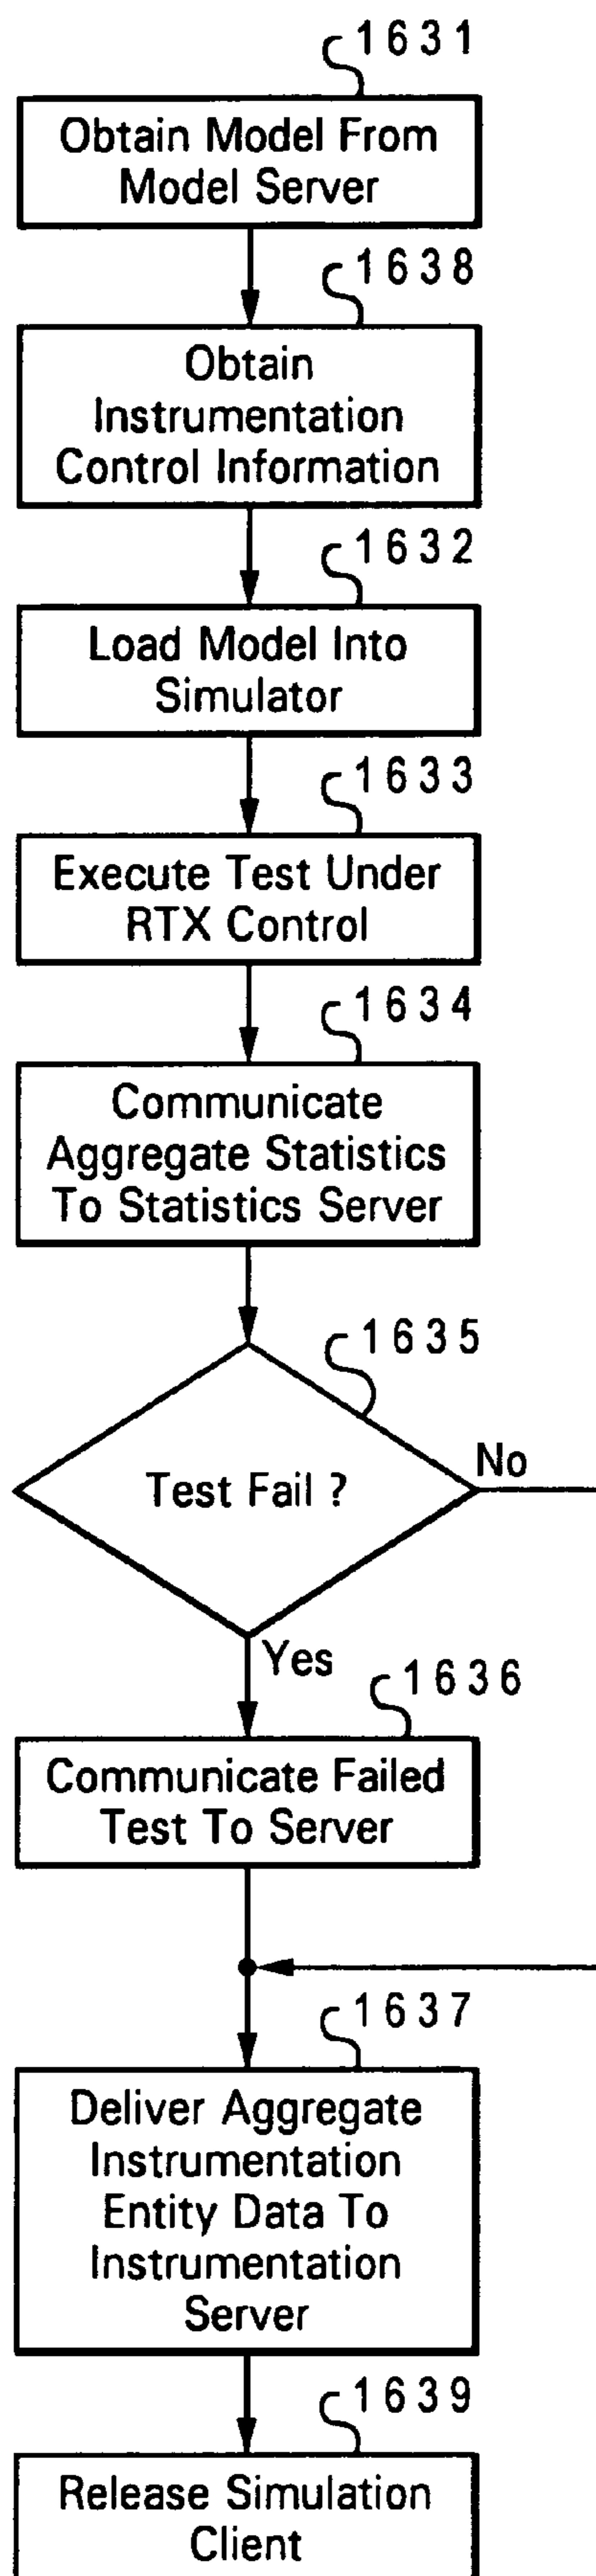 1631
Obtain Model From
Model Server
1638
Obtain
Instrumentation
Control Information
1632
Load Model Into
Simulator
1633
Execute Test Under
RTX Control
1634
Communicate
Aggregate Statistics
To Statistics Server
1635
Test Fail ?
No
Yes
1636
Communicate Failed
Test To Server
1637
Deliver Aggregate
Instrumentation
Entity Data To
Instrumentation
Server
1639
Release Simulation
Client